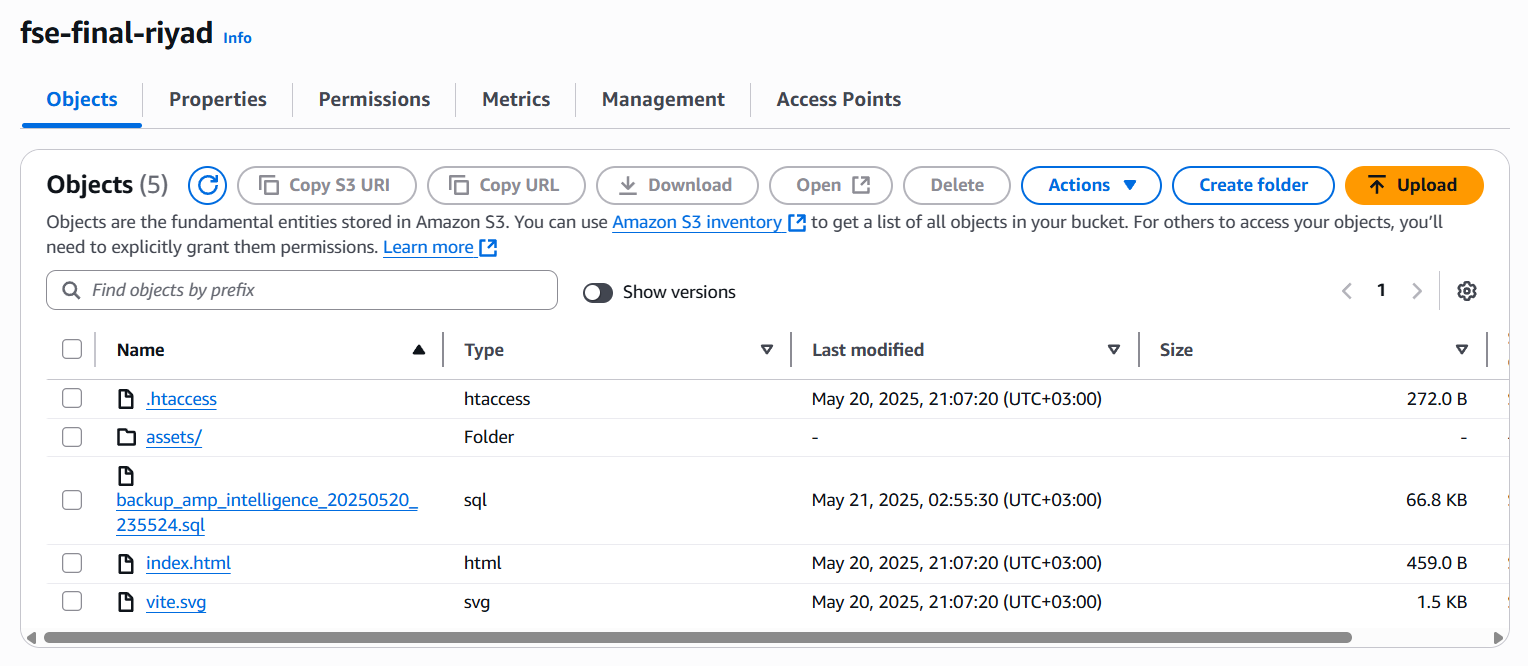 fse-final-riyad Info
Objects Properties Permissions Metrics Management Access Points
Objects (5) Copy S3 URI Copy URL Download Open Delete Actions Create folder Upload
Objects are the fundamental entities stored in Amazon S3. You can use Amazon S3 inventory to get a list of all objects in your bucket. For others to access your objects, you'll
need to explicitly grant them permissions. Learn more
Find objects by prefix Show versions 1
Name Type Last modified Size
.htaccess htaccess May 20, 2025, 21:07:20 (UTC+03:00) 272.0 B
assets/ Folder - -
backup_amp_intelligence_20250520_
235524.sql sql May 21, 2025, 02:55:30 (UTC+03:00) 66.8 KB
index.html html May 20, 2025, 21:07:20 (UTC+03:00) 459.0 B
vite.svg svg May 20, 2025, 21:07:20 (UTC+03:00) 1.5 KB